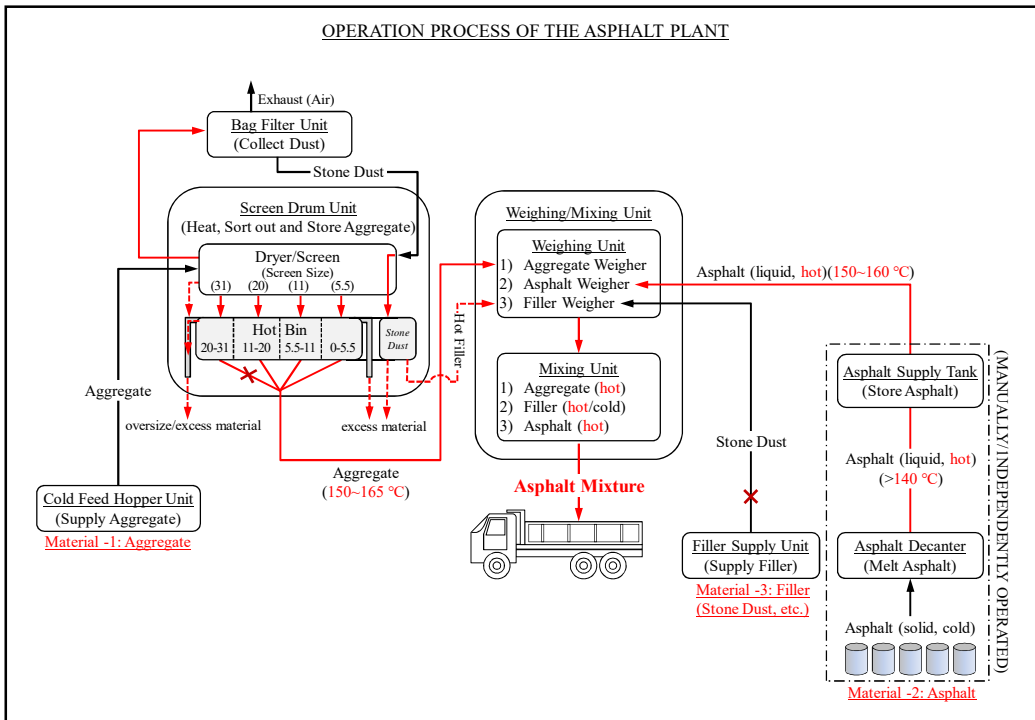 OPERATION PROCESS OF THE ASPHALT PLANT
Exhaust (Air)
Bag Filter Unit
(Collect Dust)
Stone Dust
Screen Drum Unit
(Heat, Sort out and Store Aggregate)
Dryer/Screen
(Screen Size)
(31) (20) (11) (5.5)
Hot Bin
20-31 11-20 5.5-11 0-5.5
Stone
Dust
oversize/excess material
excess material
Aggregate
Cold Feed Hopper Unit
(Supply Aggregate)
Material -1: Aggregate
Aggregate
(150~165 ℃)
Hot Filler
Weighing/Mixing Unit
Weighing Unit
1) Aggregate Weigher
2) Asphalt Weigher
3) Filler Weigher
Mixing Unit
1) Aggregate (hot)
2) Filler (hot/cold)
3) Asphalt (hot)
Asphalt Mixture
Asphalt (liquid, hot)(150~160 ℃)
Stone Dust
Filler Supply Unit
(Supply Filler)
Material -3: Filler
(Stone Dust, etc.)
Asphalt Supply Tank
(Store Asphalt)
Asphalt (liquid, hot)
(>140 ℃)
Asphalt Decanter
(Melt Asphalt)
Asphalt (solid, cold)
Material -2: Asphalt
(MANUALLY/INDEPENDENTLY OPERATED)